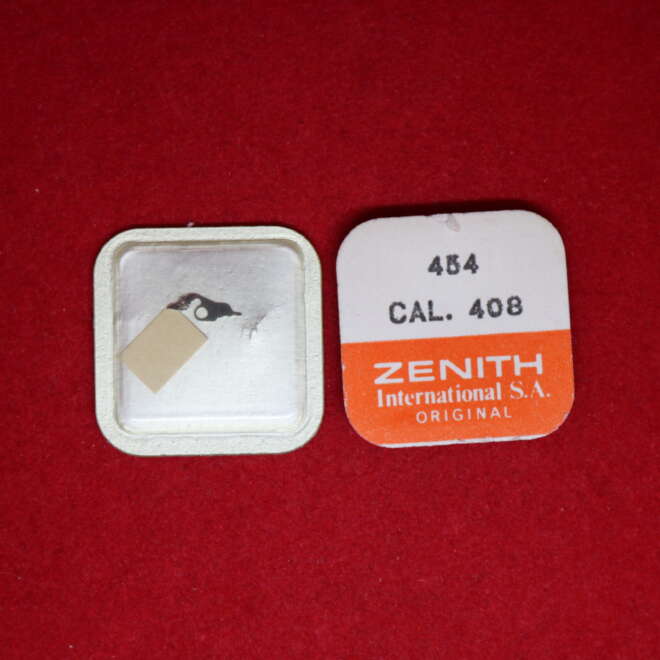 454
CAL. 408
ZENITH
International S.A.
ORIGINAL